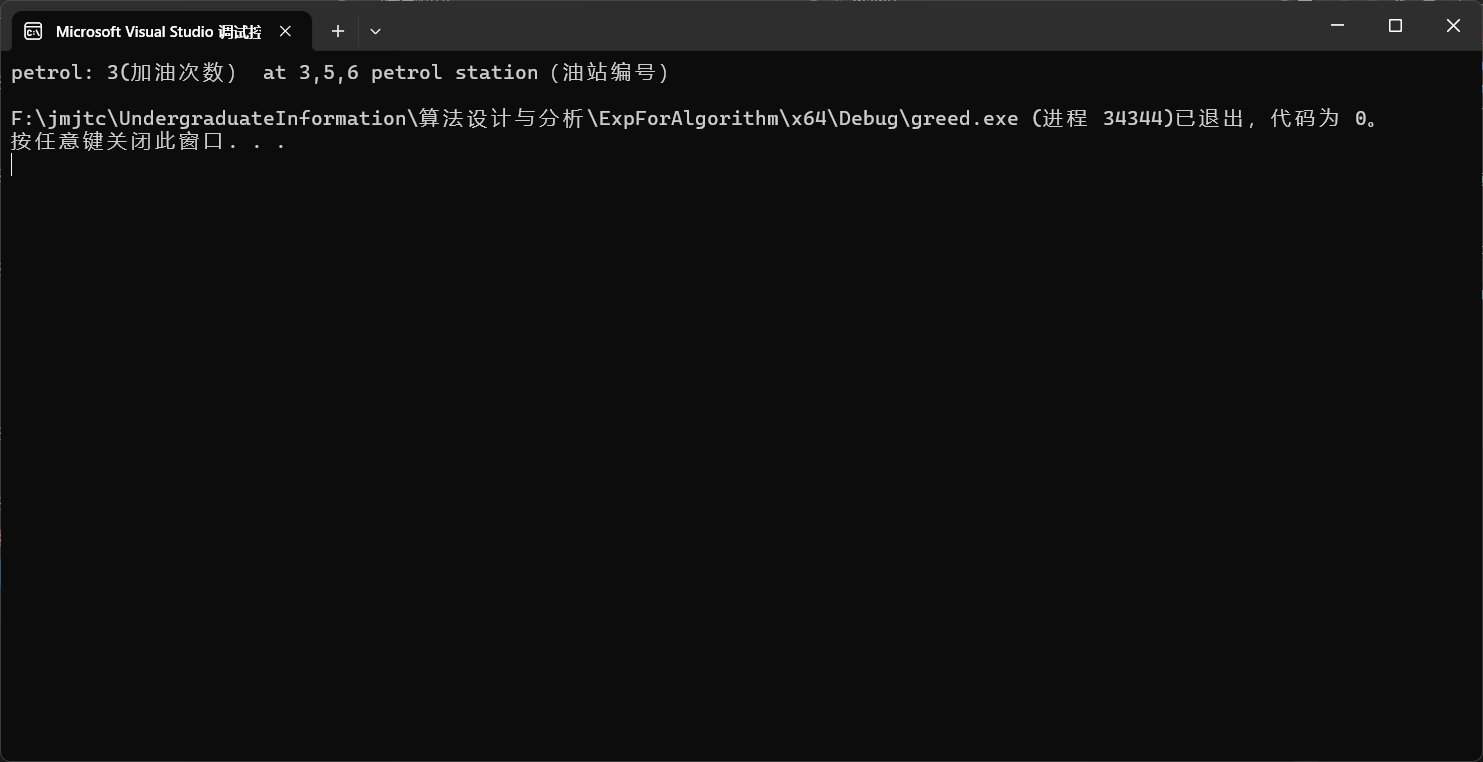 Microsoft Visual Studio 调试控
petrol: 3(加油次数） at 3,5,6 petrol station（油站编号）
F:\jmjtc\UndergraduateInformation\算法设计与分析\ExpForAlgorithm\x64\Debug\greed.exe (进程 34344)已退出，代码为 0。
按任意键关闭此窗口. . .